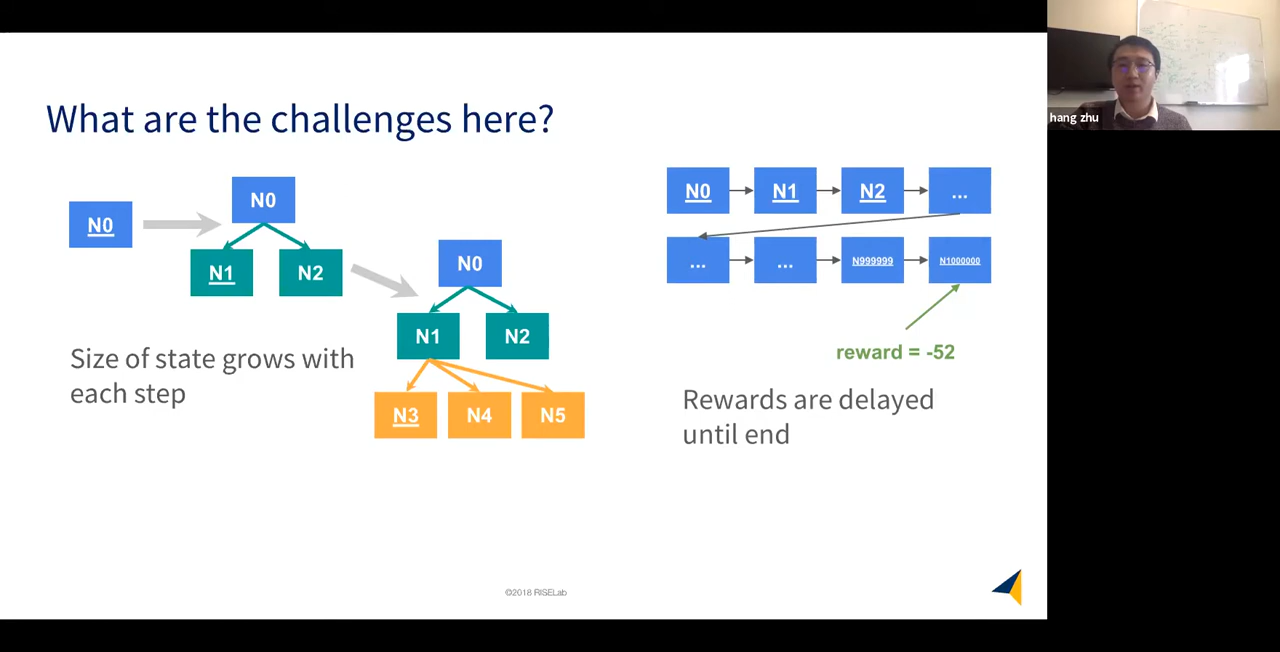 What are the challenges here?
N0
N0
N1
N2
N0
N1
N2
N3
N4
N5
Size of state grows with
each step
N0
N1
N2
...
...
...
N999999
N1000000
reward = -52
Rewards are delayed
until end
©2018 RISELab
hang zhu